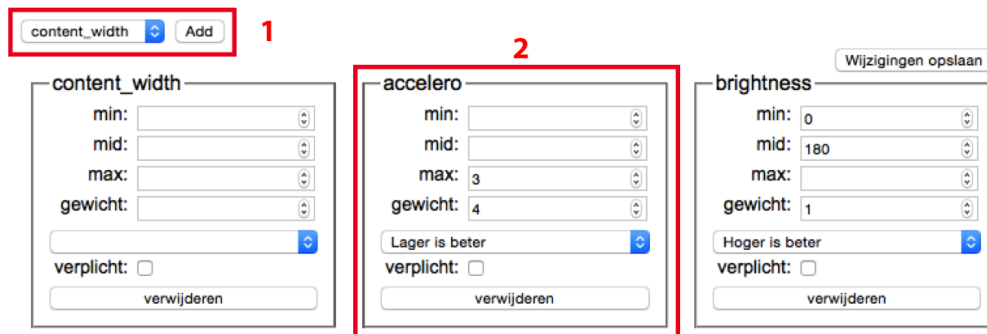 content_width Add 1
2
Wijzigingen opslaan
content_width
min:
mid:
max:
gewicht:
verplicht:
verwijderen
accelero
min:
mid:
max: 3
gewicht: 4
Lager is beter
verplicht:
verwijderen
brightness
min: 0
mid: 180
max:
gewicht: 1
Hoger is beter
verplicht:
verwijderen